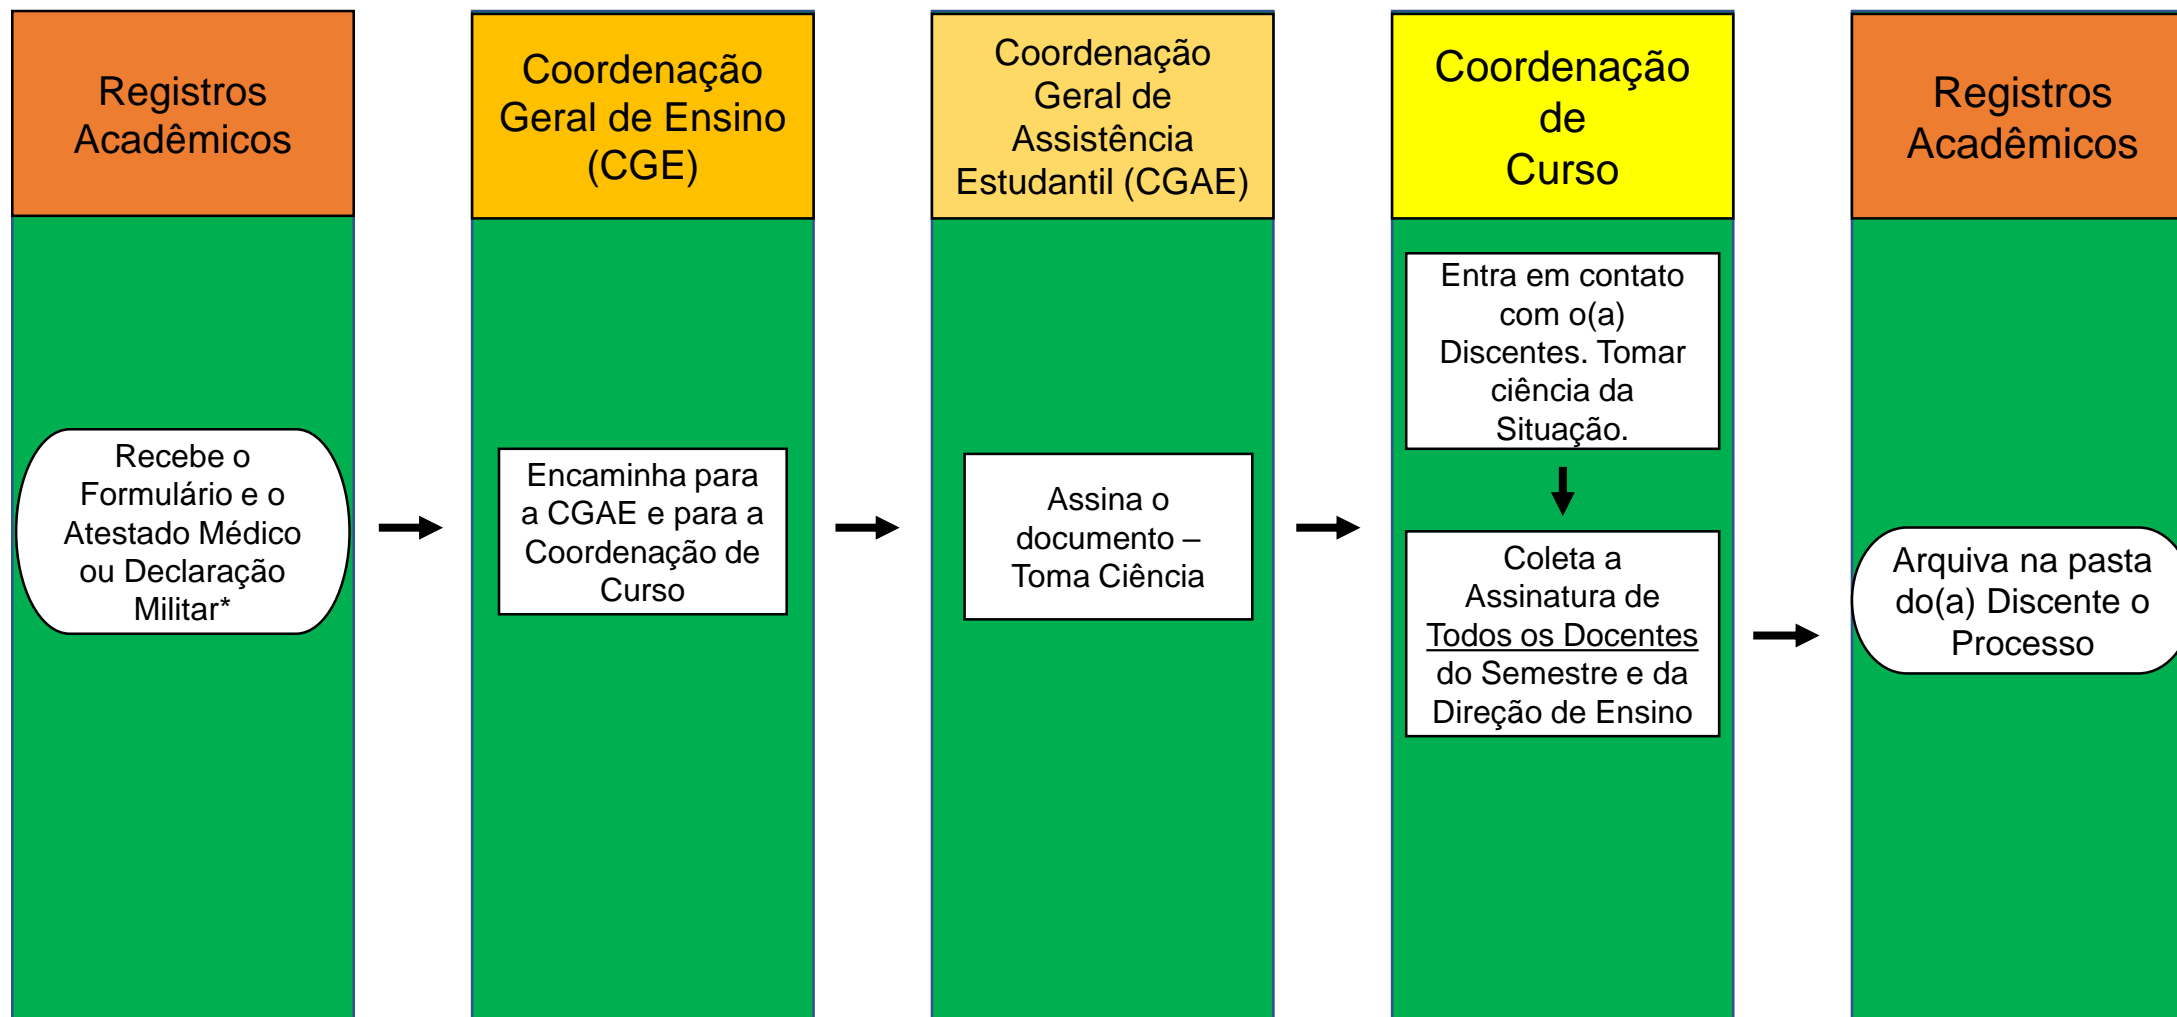 Registros
Acadêmicos
Recebe o
Formulário e o
Atestado Médico
ou Declaração
Militar*
Coordenação
Geral de Ensino
(CGE)
Encaminha para
a CGAE e para a
Coordenação de
Curso
Coordenação
Geral de
Assistência
Estudantil (CGAE)
Assina o
documento –
Toma Ciência
Coordenação
de
Curso
Entra em contato
com o(a)
Discentes. Tomar
ciência da
Situação.
Coleta a
Assinatura de
Todos os Docentes
do Semestre e da
Direção de Ensino
Registros
Acadêmicos
Arquiva na pasta
do(a) Discente o
Processo